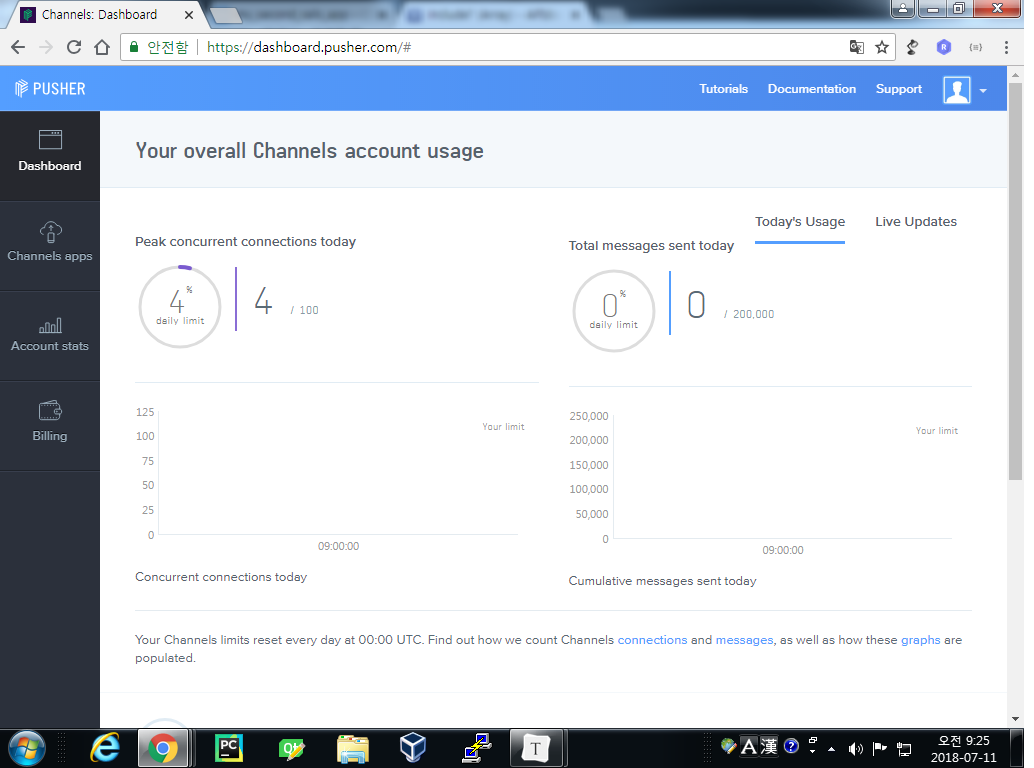 Channels: Dashboard
안전함 https://dashboard.pusher.com/#
R
PUSHER
Tutorials Documentation Support
Dashboard
Channels apps
Account stats
Billing
Your overall Channels account usage
Today's Usage Live Updates
Peak concurrent connections today
4 %
daily limit
4 / 100
Total messages sent today
0 %
daily limit
0 / 200,000
125
100
75
50
25
0
Your limit
09:00:00
Concurrent connections today
250,000
200,000
150,000
100,000
50,000
0
Your limit
09:00:00
Cumulative messages sent today
Your Channels limits reset every day at 00:00 UTC. Find out how we count Channels connections and messages, as well as how these graphs are
populated.
PC
T
A 漢
오전 9:25
2018-07-11